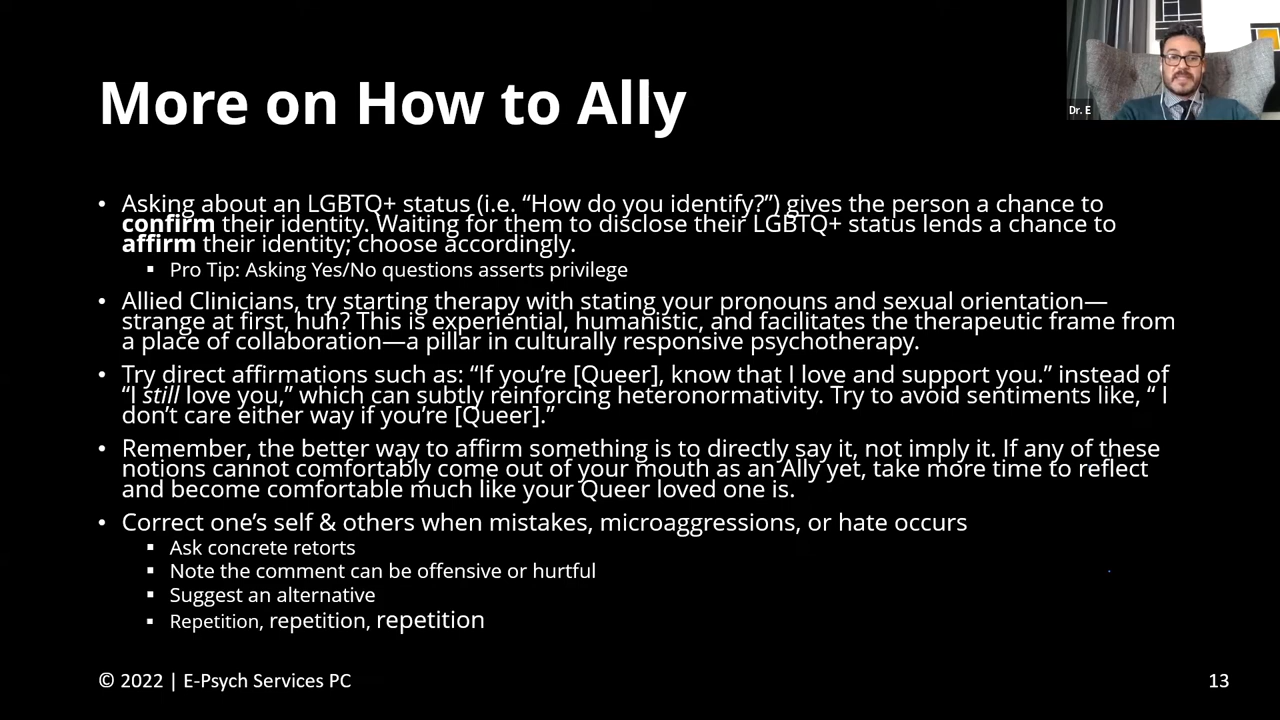 More on How to Ally
Dr. E
• Asking about an LGBTQ+ status (i.e. “How do you identify?”) gives the person a chance to
confirm their identity. Waiting for them to disclose their LGBTQ+ status lends a chance to
affirm their identity; choose accordingly.
▪ Pro Tip: Asking Yes/No questions asserts privilege
• Allied Clinicians, try starting therapy with stating your pronouns and sexual orientation—
strange at first, huh? This is experiential, humanistic, and facilitates the therapeutic frame from
a place of collaboration—a pillar in culturally responsive psychotherapy.
• Try direct affirmations such as: “If you’re [Queer], know that I love and support you.” instead of
“I still love you,” which can subtly reinforcing heteronormativity. Try to avoid sentiments like, “ I
don’t care either way if you’re [Queer].”
• Remember, the better way to affirm something is to directly say it, not imply it. If any of these
notions cannot comfortably come out of your mouth as an Ally yet, take more time to reflect
and become comfortable much like your Queer loved one is.
• Correct one’s self & others when mistakes, microaggressions, or hate occurs
▪ Ask concrete retorts
▪ Note the comment can be offensive or hurtful
▪ Suggest an alternative
▪ Repetition, repetition, repetition
© 2022 | E-Psych Services PC
13